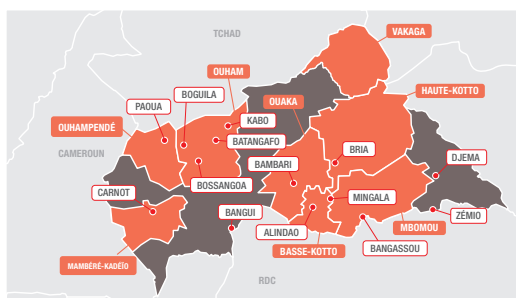 TCHAD
VAKAGA
OUHAM
BOGUILA
HAUTE-KOTTO
PAOUA
OUAKA
KABO
OUHAMPENDÉ
BATANGAFO
BRIA
CAMEROUN
DJEMA
BAMBARI
BOSSANGOA
CARNOT
MINGALA
BANGUI
ZÉMIO
ALINDAO
MBOMOU
BASSE-KOTTO
BANGASSOU
MAMBÉRÉ-KADÉÏO
RDC